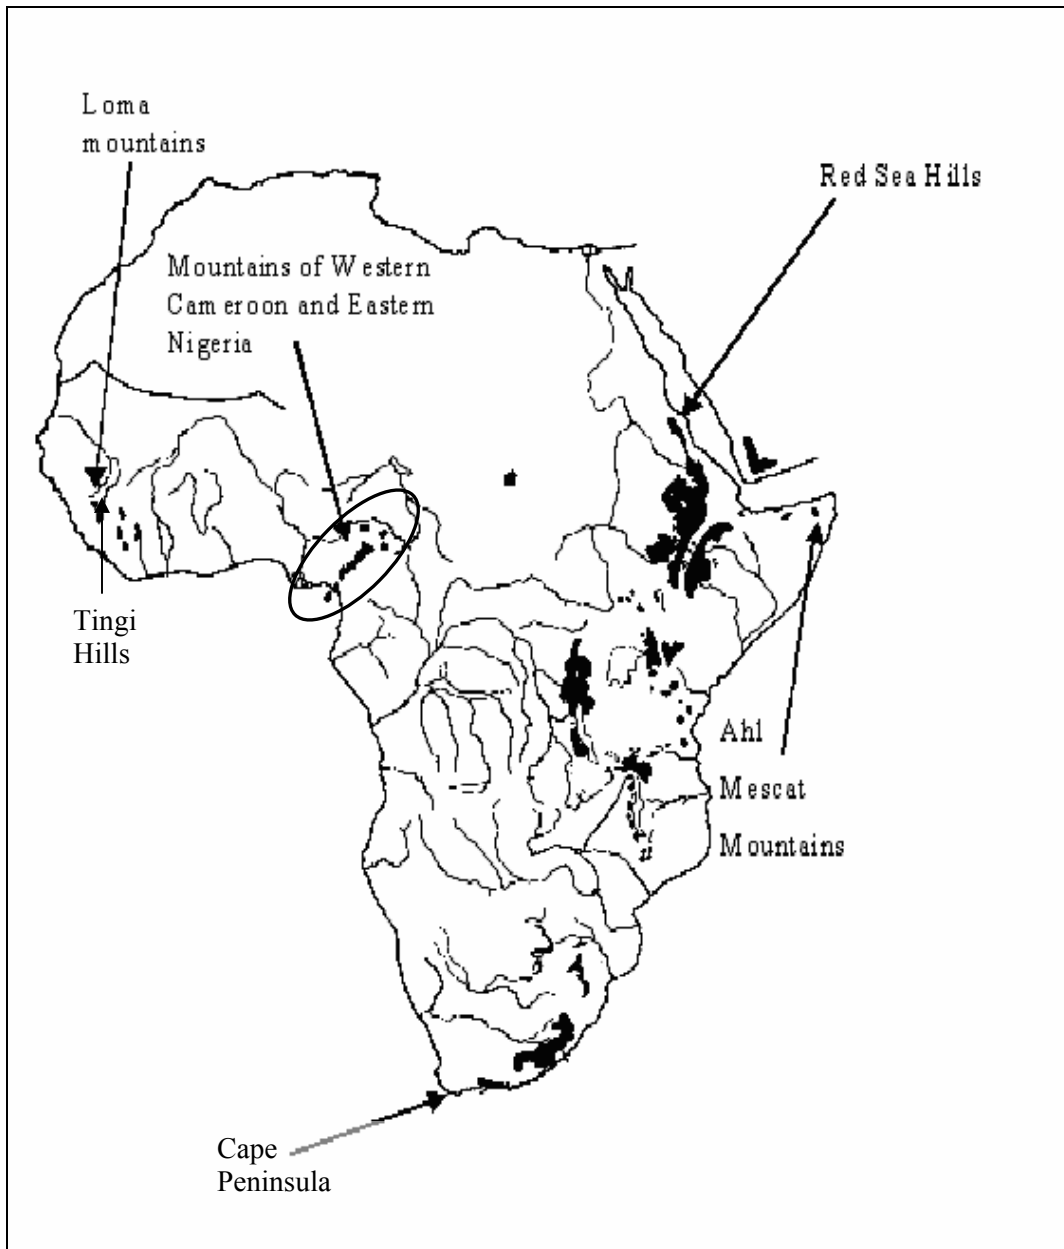 Loma
mountains
Red Sea Hills
Mountains of Western
Cameroon and Eastern
Nigeria
Tingi
Hills
Ahl
Mescat
Mountains
Cape
Peninsula